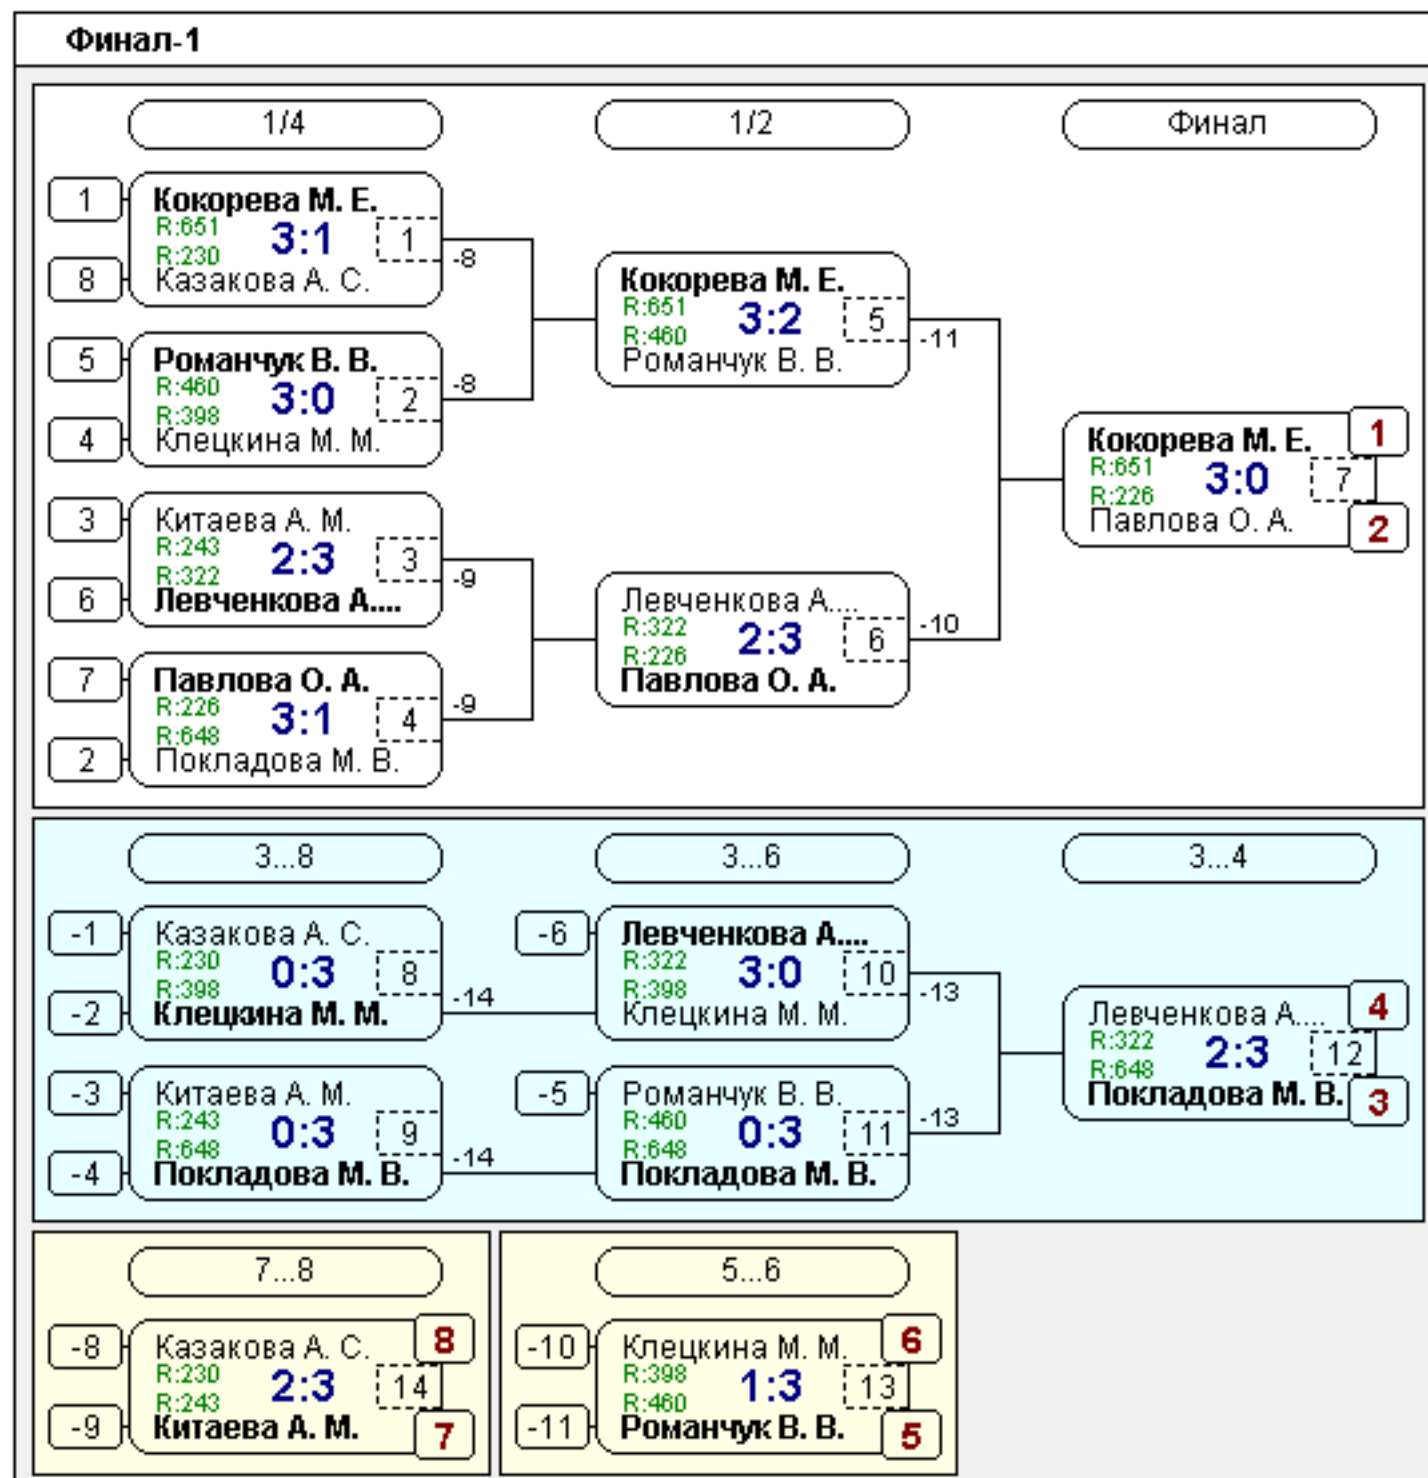 Финал-1
1/4 1/2 Финал
1 Кокорева М. Е.
R:651 3:1 1
R:230
8 Казакова А. С.
-8
5 Романчук В. В.
R:460 3:0 2
R:398
4 Клецкина М. М.
-8
3 Китаева А. М.
R:243 2:3 3
R:322
6 Левченкова А....
-9
7 Павлова О. А.
R:226 3:1 4
R:648
2 Покладова М. В.
-9
Кокорева М. Е.
R:651 3:2 5
R:460
Романчук В. В.
-11
Левченкова А....
R:322 2:3 6
R:226
Павлова О. А.
-10
Кокорева М. Е. 1
R:651 3:0 7
R:226
Павлова О. А. 2
3...8 3...6 3...4
-1 Казакова А. С.
R:230 0:3 8
R:398
-2 Клецкина М. М.
-14
-3 Китаева А. М.
R:243 0:3 9
R:648
-4 Покладова М. В.
-14
-6 Левченкова А....
R:322 3:0 10
R:398
Клецкина М. М.
-13
-5 Романчук В. В.
R:460 0:3 11
R:648
Покладова М. В.
-13
Левченкова А.... 4
R:322 2:3 12
R:648
Покладова М. В. 3
7...8
-8 Казакова А. С. 8
R:230 2:3 14
R:243
-9 Китаева А. М. 7
5...6
-10 Клецкина М. М. 6
R:398 1:3 13
R:460
-11 Романчук В. В. 5